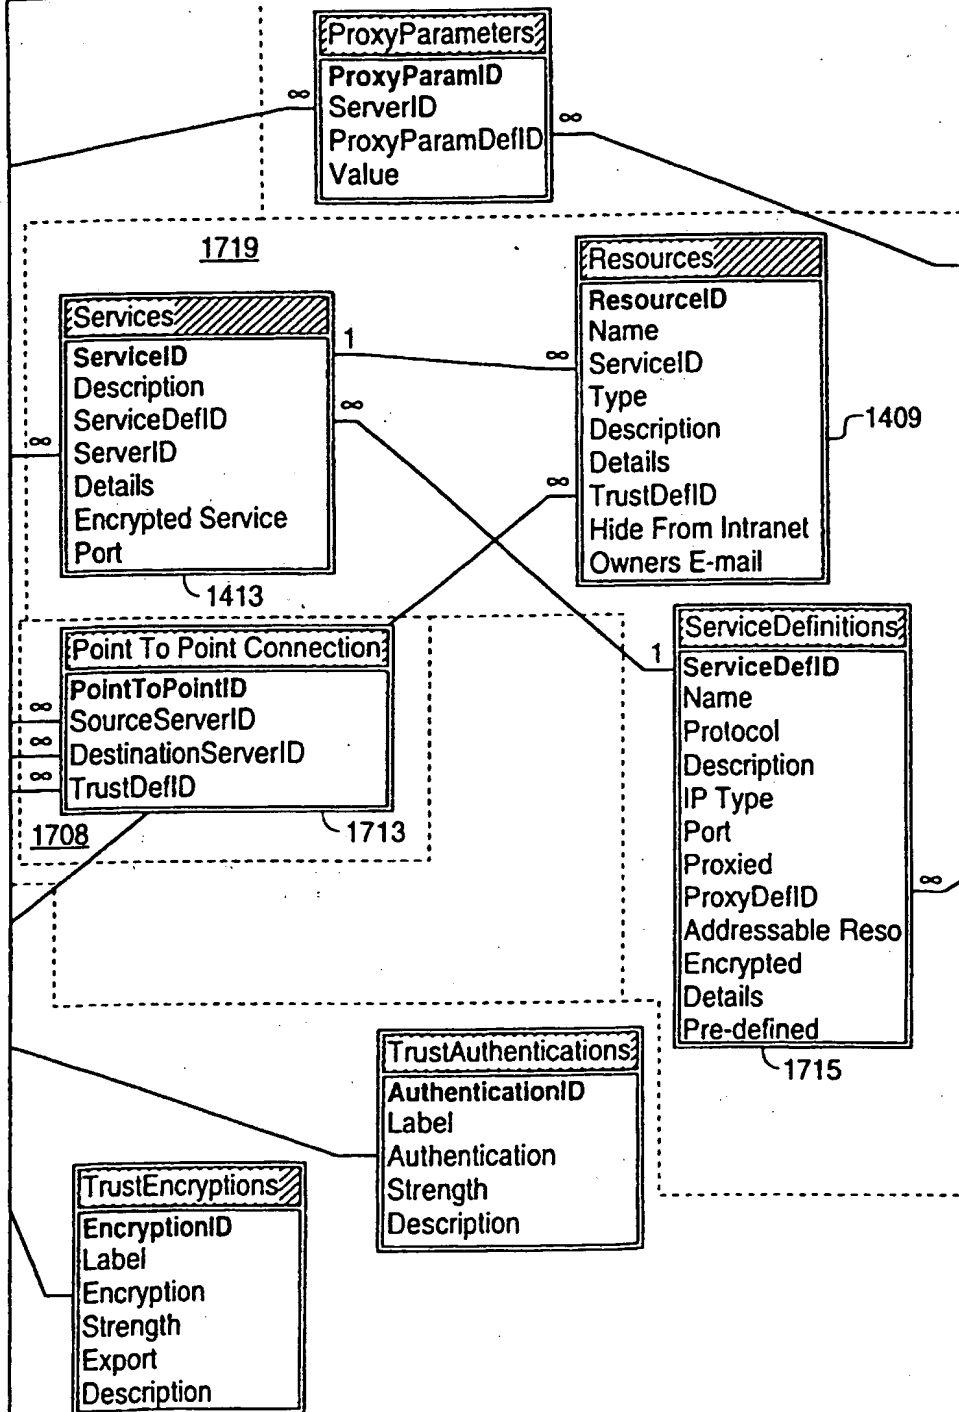 ProxyParameters
ProxyParamID
∞
ServerID
∞
ProxyParamDefID
Value
1719
Services
ServiceID
1
Description
ServiceDefID
∞
∞
ServerID
Details
Encrypted Service
Port
1413
Resources
ResourceID
Name
∞
ServiceID
Type
Description
1409
Details
∞
TrustDefID
Hide From Intranet
Owners E-mail
Point To Point Connection
PointToPointID
∞
SourceServerID
∞
DestinationServerID
∞
TrustDefID
1708
1713
ServiceDefinitions
1
ServiceDefID
Name
Protocol
Description
IP Type
Port
Proxied
∞
ProxyDefID
Addressable Reso
Encrypted
Details
Pre-defined
1715
TrustAuthentications
AuthenticationID
Label
Authentication
Strength
Description
TrustEncryptions
EncryptionID
Label
Encryption
Strength
Export
Description